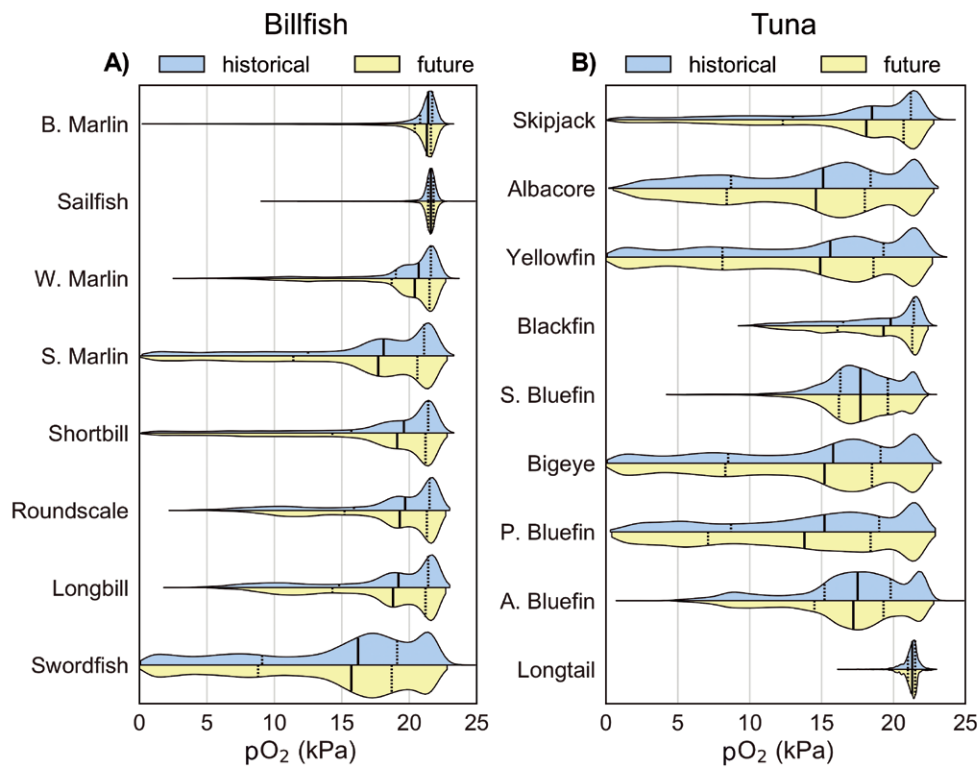 Billfish
Tuna
A)
historical
future
B)
historical
future
B. Marlin
Sailfish
W. Marlin
S. Marlin
Shortbill
Roundscale
Longbill
Swordfish
0 5 10 15 20 25
pO₂ (kPa)
Skipjack
Albacore
Yellowfin
Blackfin
S. Bluefin
Bigeye
P. Bluefin
A. Bluefin
Longtail
0 5 10 15 20 25
pO₂ (kPa)